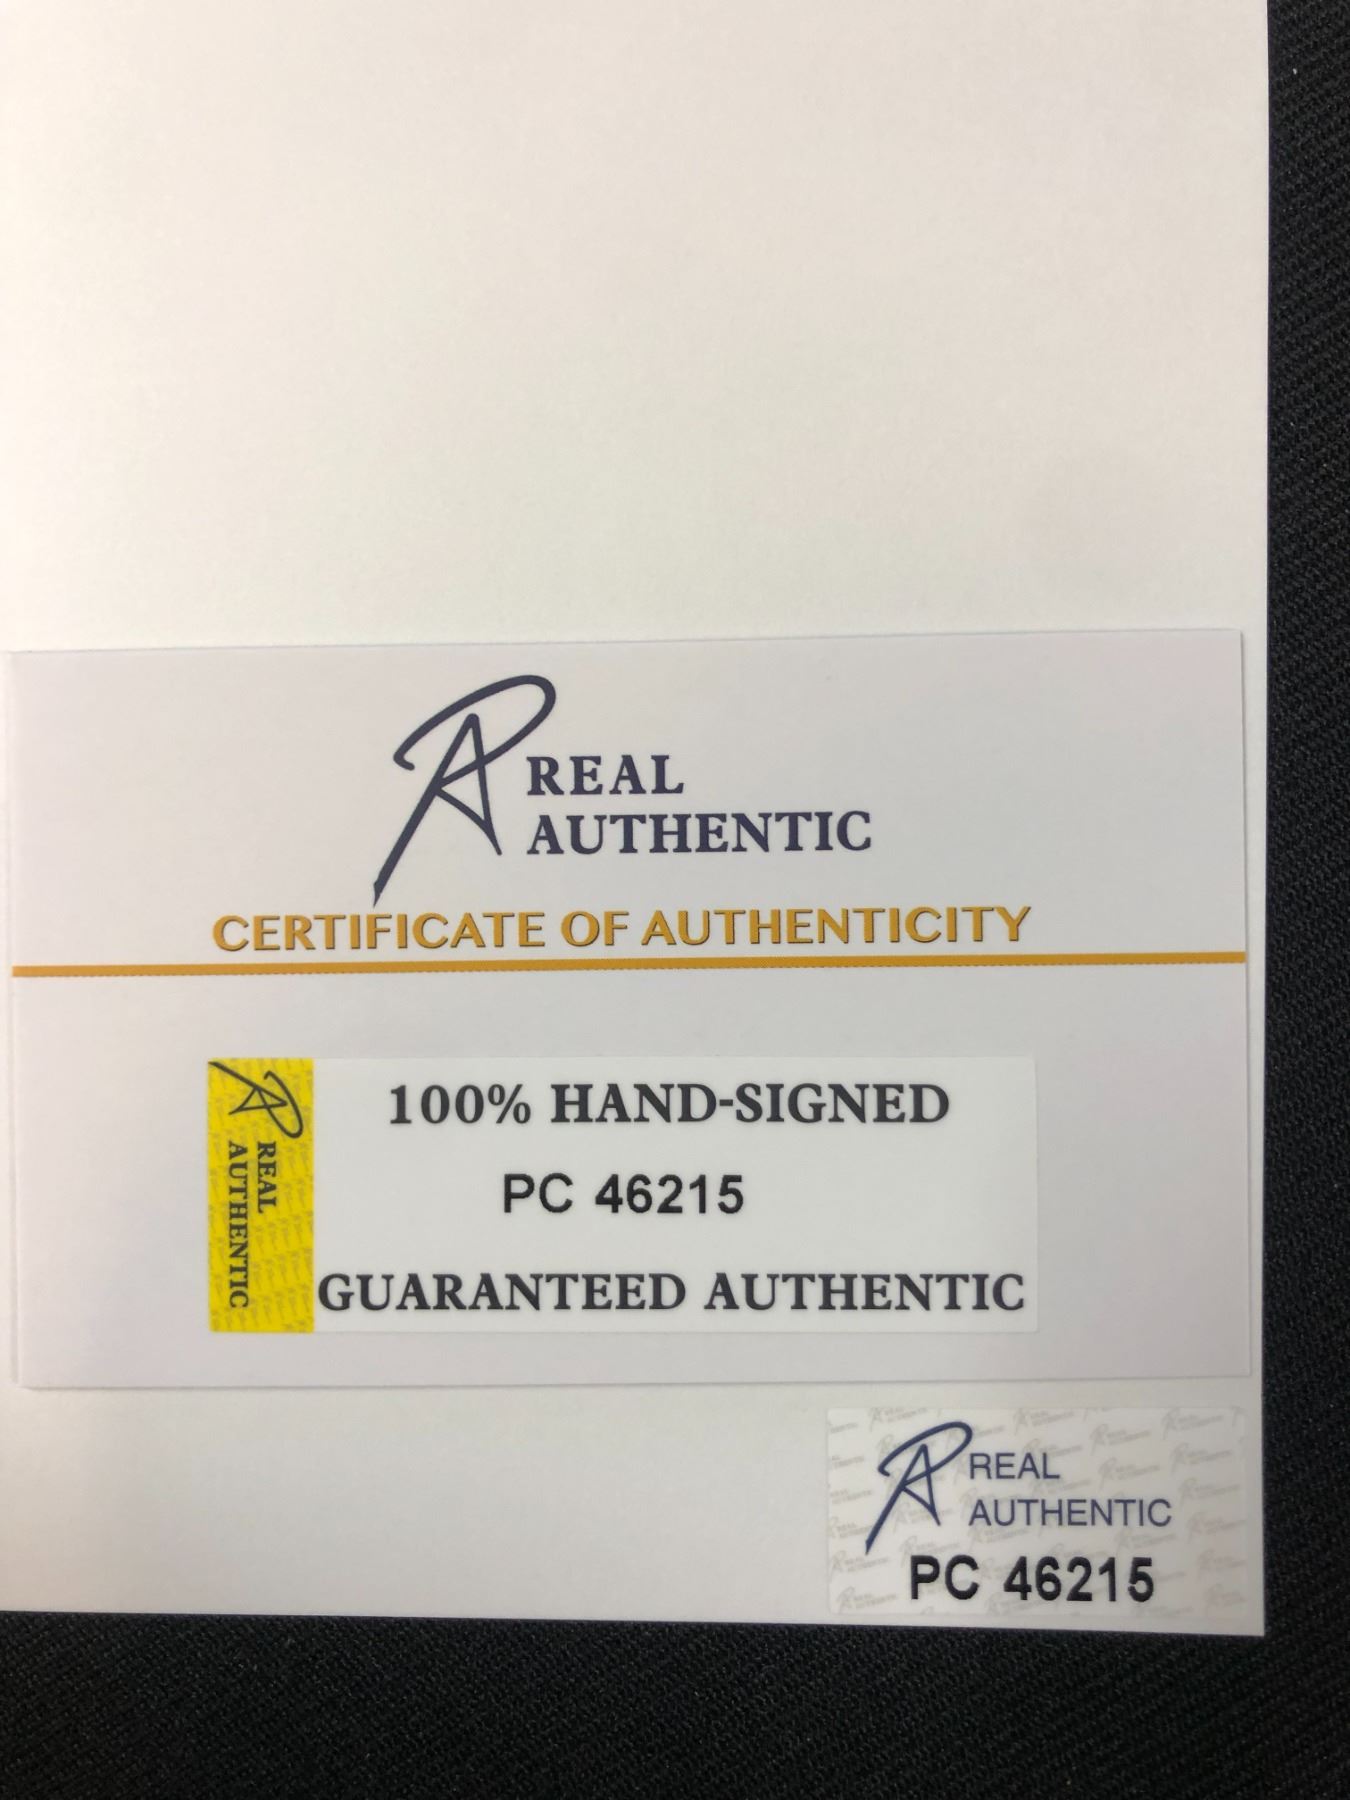 REAL
AUTHENTIC
CERTIFICATE OF AUTHENTICITY
REAL
AUTHENTIC
100% HAND-SIGNED
PC 46215
GUARANTEED AUTHENTIC
REAL
AUTHENTIC
PC 46215